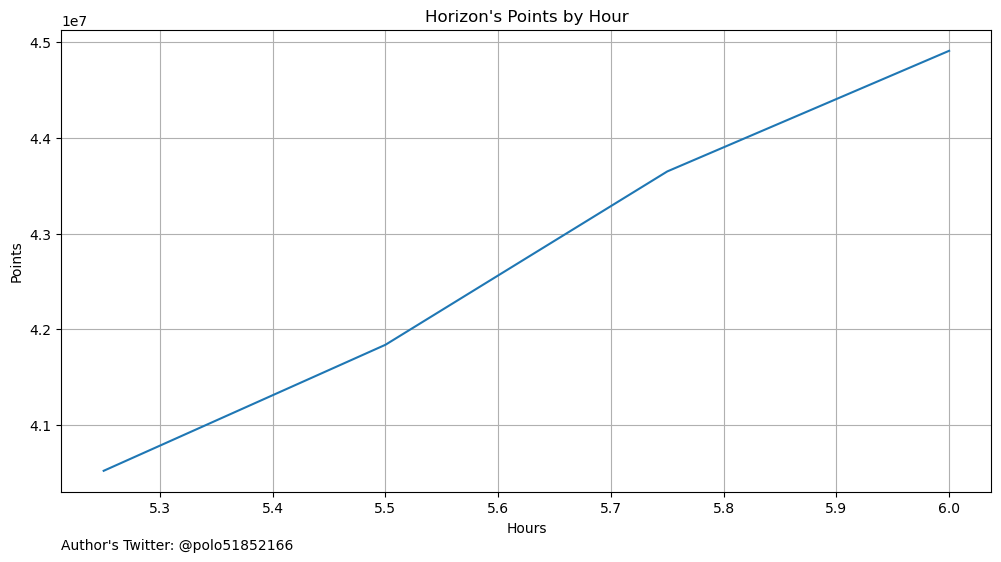 Horizon's Points by Hour
1e7
4.5
4.4
4.3
4.2
4.1
Points
5.3 5.4 5.5 5.6 5.7 5.8 5.9 6.0
Hours
Author's Twitter: @polo51852166